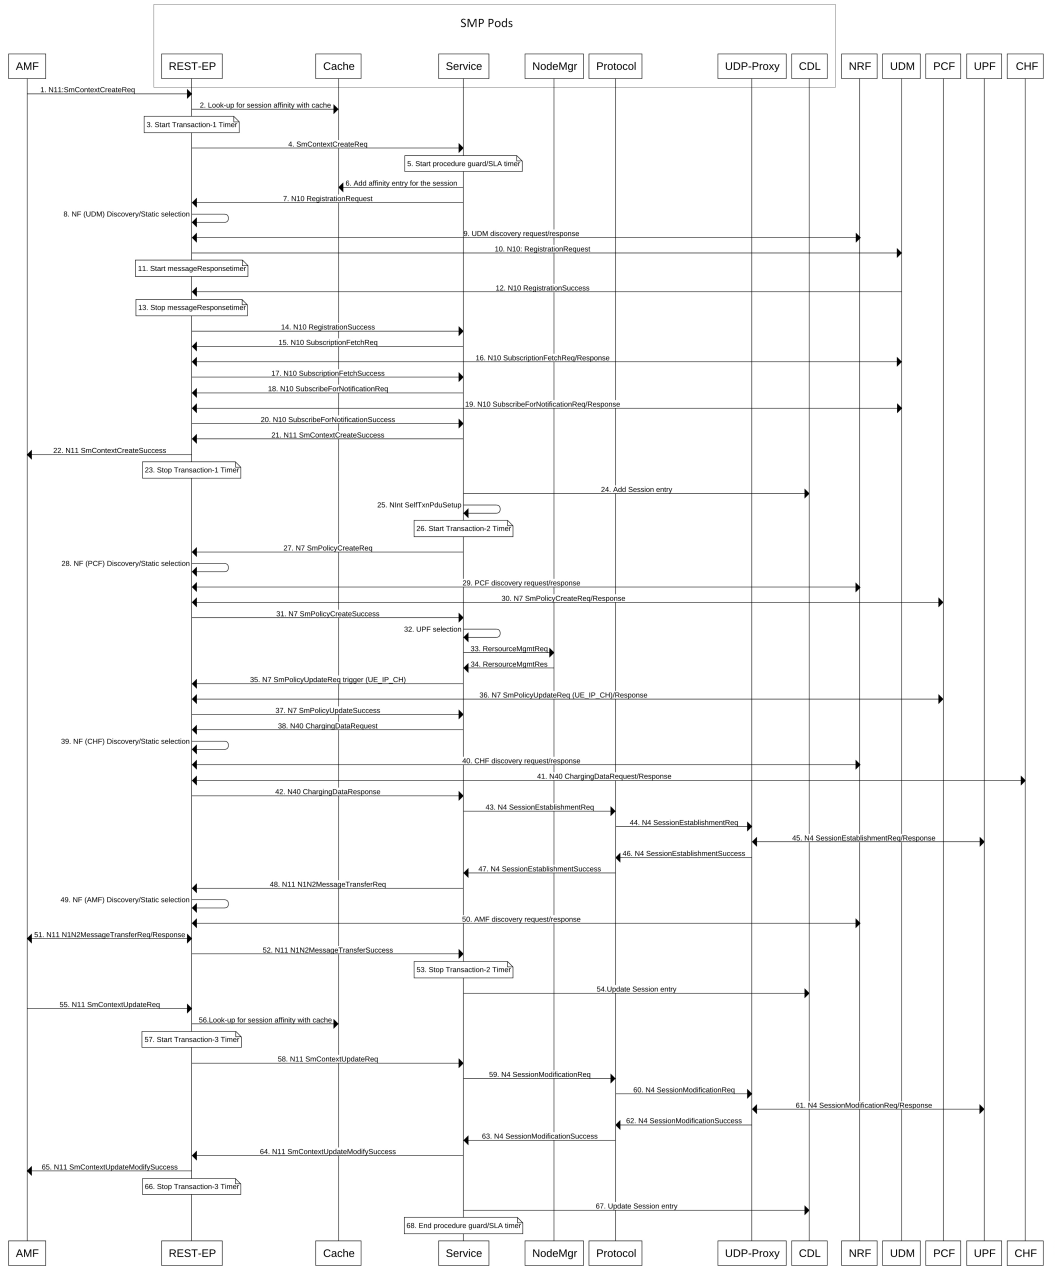 SMP Pods
AMF
REST-EP
Cache
Service
NodeMgr
Protocol
UDP-Proxy
CDL
NRF
UDM
PCF
UPF
CHF
1. N11:SmContextCreateReq
2. Look-up for session affinity with cache
3. Start Transaction-1 Timer
4. SmContextCreateReq
5. Start procedure guard/SLA timer
6. Add affinity entry for the session
7. N10 RegistrationRequest
8. NF (UDM) Discovery/Static selection
9. UDM discovery request/response
10. N10: RegistrationRequest
11. Start messageResponsetimer
12. N10 RegistrationSuccess
13. Stop messageResponsetimer
14. N10 RegistrationSuccess
15. N10 SubscriptionFetchReq
16. N10 SubscriptionFetchReq/Response
17. N10 SubscriptionFetchSuccess
18. N10 SubscribeForNotificationReq
19. N10 SubscribeForNotificationReq/Response
20. N10 SubscribeForNotificationSuccess
21. N11 SmContextCreateSuccess
22. N11 SmContextCreateSuccess
23. Stop Transaction-1 Timer
24. Add Session entry
25. NInt SelfTxnPduSetup
26. Start Transaction-2 Timer
27. N7 SmPolicyCreateReq
28. NF (PCF) Discovery/Static selection
29. PCF discovery request/response
30. N7 SmPolicyCreateReq/Response
31. N7 SmPolicyCreateSuccess
32. UPF selection
33. RersourceMgmtReq
34. RersourceMgmtRes
35. N7 SmPolicyUpdateReq trigger (UE_IP_CH)
36. N7 SmPolicyUpdateReq (UE_IP_CH)/Response
37. N7 SmPolicyUpdateSuccess
38. N40 ChargingDataRequest
39. NF (CHF) Discovery/Static selection
40. CHF discovery request/response
41. N40 ChargingDataRequest/Response
42. N40 ChargingDataResponse
43. N4 SessionEstablishmentReq
44. N4 SessionEstablishmentReq
45. N4 SessionEstablishmentReq/Response
46. N4 SessionEstablishmentSuccess
47. N4 SessionEstablishmentSuccess
48. N11 N1N2MessageTransferReq
49. NF (AMF) Discovery/Static selection
50. AMF discovery request/response
51. N11 N1N2MessageTransferReq/Response
52. N11 N1N2MessageTransferSuccess
53. Stop Transaction-2 Timer
54.Update Session entry
55. N11 SmContextUpdateReq
56.Look-up for session affinity with cache
57. Start Transaction-3 Timer
58. N11 SmContextUpdateReq
59. N4 SessionModificationReq
60. N4 SessionModificationReq
61. N4 SessionModificationReq/Response
62. N4 SessionModificationSuccess
63. N4 SessionModificationSuccess
64. N11 SmContextUpdateModifySuccess
65. N11 SmContextUpdateModifySuccess
66. Stop Transaction-3 Timer
67. Update Session entry
68. End procedure guard/SLA timer
AMF
REST-EP
Cache
Service
NodeMgr
Protocol
UDP-Proxy
CDL
NRF
UDM
PCF
UPF
CHF